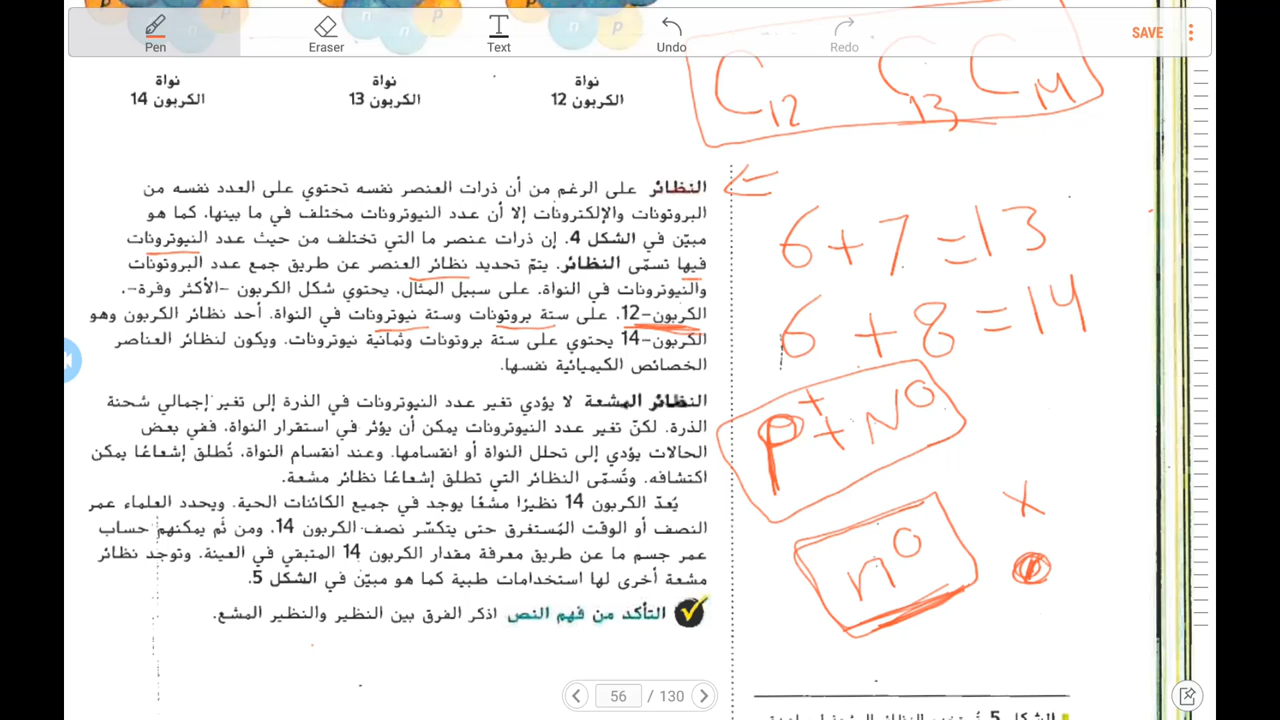 Pen
Eraser
Text
Undo
Redo
SAVE
p
n
p
n
n
p
نواة
الكربون 12
نواة
الكربون 13
نواة
الكربون 14
C12 C13 C14
النظائر على الرغم من أن ذرات العنصر نفسه تحتوي على العدد نفسه من
البروتونات والإلكترونات إلا أن عدد النيوترونات مختلف في ما بينها، كما هو
مبيّن في الشكل 4. إن ذرات عنصر ما التي تختلف من حيث عدد النيوترونات
فيها تسمّى النظائر. يتمّ تحديد نظائر العنصر عن طريق جمع عدد البروتونات
والنيوترونات في النواة. على سبيل المثال، يحتوي شكل الكربون -الأكثر وفرة-،
الكربون-12، على ستة بروتونات وستة نيوترونات في النواة. أحد نظائر الكربون وهو
الكربون-14 يحتوي على ستة بروتونات وثمانية نيوترونات. ويكون لنظائر العناصر
الخصائص الكيميائية نفسها.
النظائر المشعة لا يؤدي تغير عدد النيوترونات في الذرة إلى تغير إجمالي شحنة
الذرة. لكنّ تغير عدد النيوترونات يمكن أن يؤثر في استقرار النواة، ففي بعض
الحالات يؤدي إلى تحلل النواة أو انقسامها. وعند انقسام النواة، تُطلق إشعاعًا يمكن
اكتشافه. وتُسمّى النظائر التي تطلق إشعاعًا نظائر مشعة.
يُعدّ الكربون 14 نظيرًا مشعًا يوجد في جميع الكائنات الحية. ويحدد العلماء عمر
النصف أو الوقت المُستغرق حتى يتكسّر نصف الكربون 14، ومن ثم يمكنهم حساب
عمر جسم ما عن طريق معرفة مقدار الكربون 14 المتبقي في العينة. وتوجد نظائر
مشعة أخرى لها استخدامات طبية كما هو مبيّن في الشكل 5.
التأكد من فهم النص اذكر الفرق بين النظير والنظير المشع.
6+7=13
6+8=14
P+ + N0
n0
56 / 130